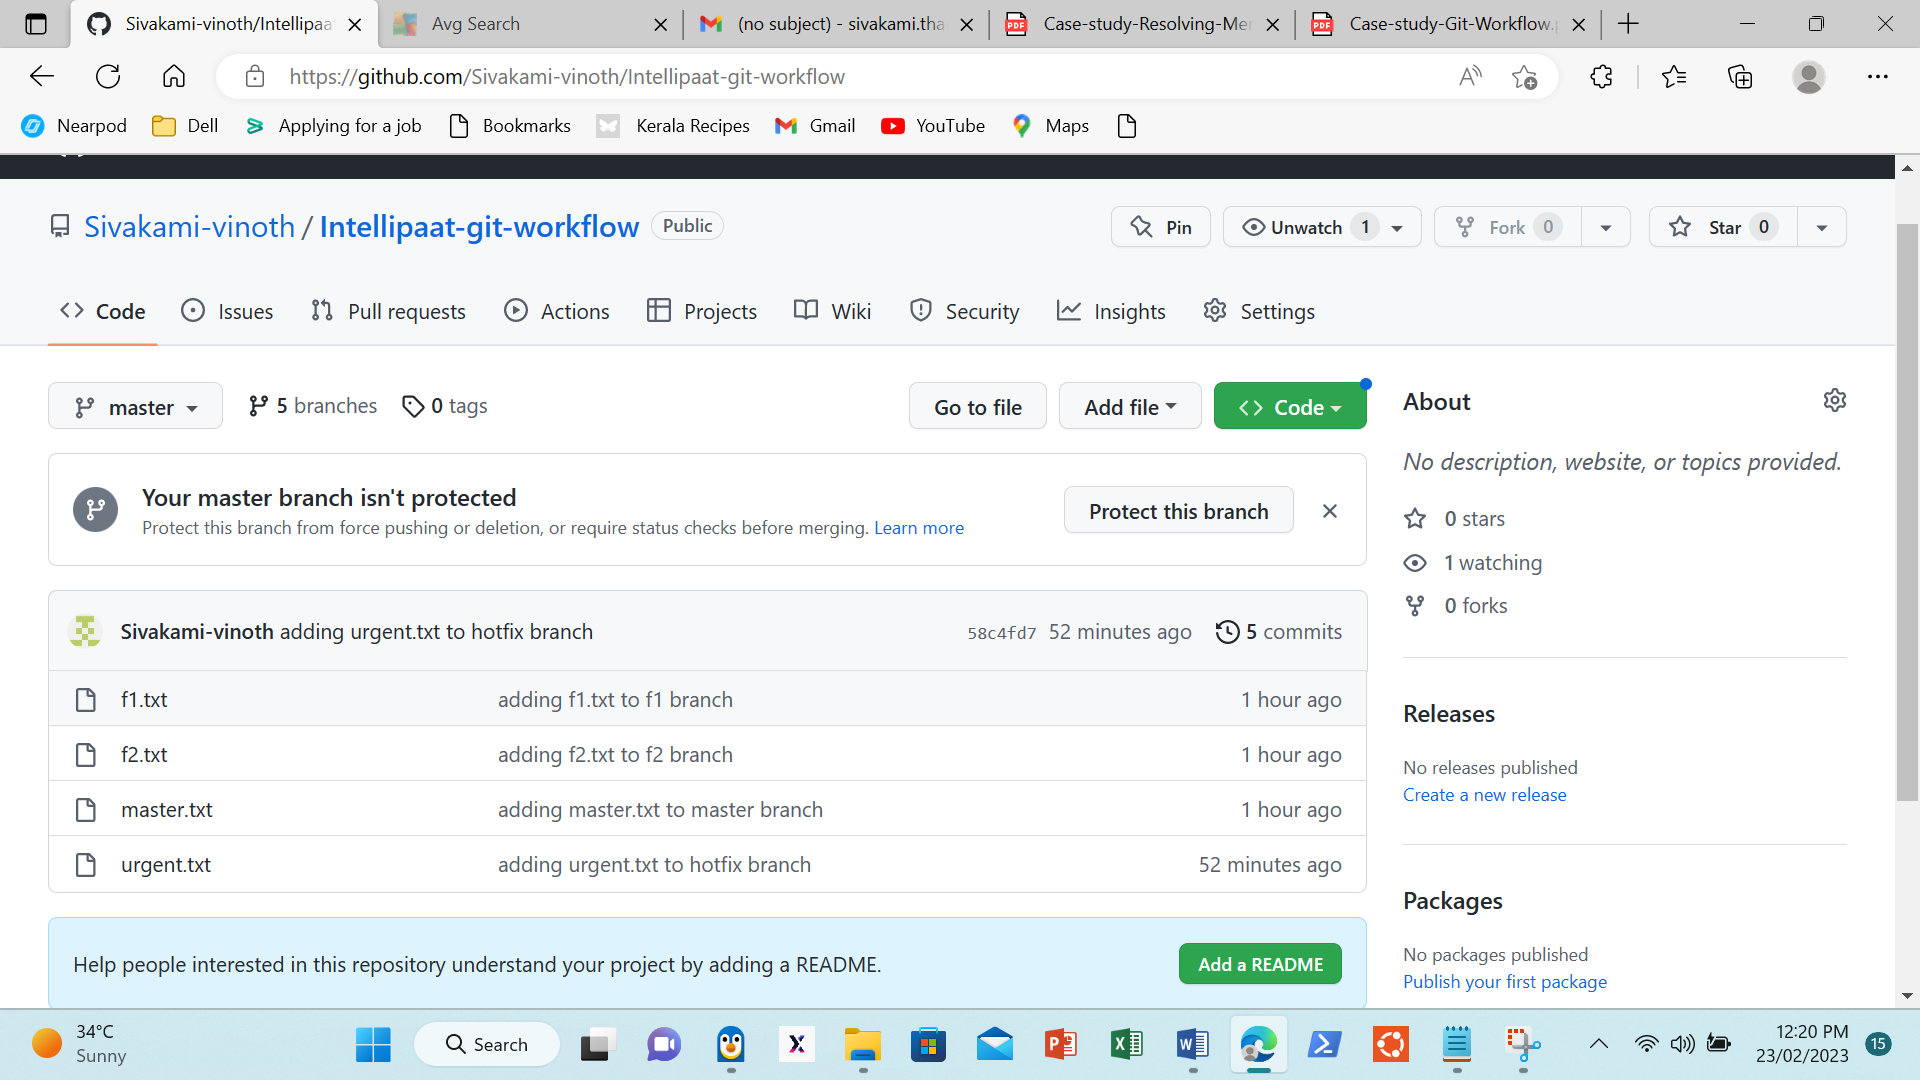 Sivakami-vinoth/Intellipaa
Avg Search
(no subject) - sivakami.tha
Case-study-Resolving-Mer
Case-study-Git-Workflow.p
https://github.com/Sivakami-vinoth/Intellipaat-git-workflow
Nearpod
Dell
Applying for a job
Bookmarks
Kerala Recipes
Gmail
YouTube
Maps
Sivakami-vinoth / Intellipaat-git-workflow Public
Pin
Unwatch 1
Fork 0
Star 0
Code
Issues
Pull requests
Actions
Projects
Wiki
Security
Insights
Settings
master
5 branches
0 tags
Go to file
Add file
Code
Your master branch isn't protected
Protect this branch from force pushing or deletion, or require status checks before merging. Learn more
Protect this branch
Sivakami-vinoth adding urgent.txt to hotfix branch 58c4fd7 52 minutes ago 5 commits
f1.txt adding f1.txt to f1 branch 1 hour ago
f2.txt adding f2.txt to f2 branch 1 hour ago
master.txt adding master.txt to master branch 1 hour ago
urgent.txt adding urgent.txt to hotfix branch 52 minutes ago
Help people interested in this repository understand your project by adding a README.
Add a README
About
No description, website, or topics provided.
0 stars
1 watching
0 forks
Releases
No releases published
Create a new release
Packages
No packages published
Publish your first package
34°C
Sunny
Search
12:20 PM
23/02/2023
15